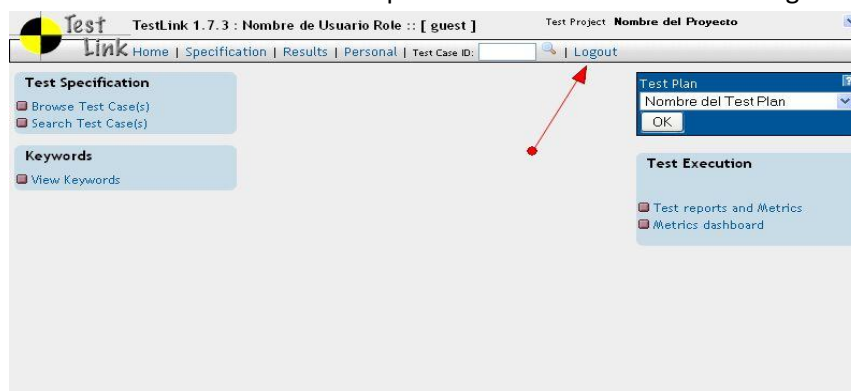 Test
Link
TestLink 1.7.3 : Nombre de Usuario Role :: [ guest ]
Test Project Nombre del Proyecto
Home | Specification | Results | Personal | Test Case ID: | Logout
Test Specification
Browse Test Case(s)
Search Test Case(s)
Keywords
View Keywords
Test Plan ?
Nombre del Test Plan
OK
Test Execution
Test reports and Metrics
Metrics dashboard